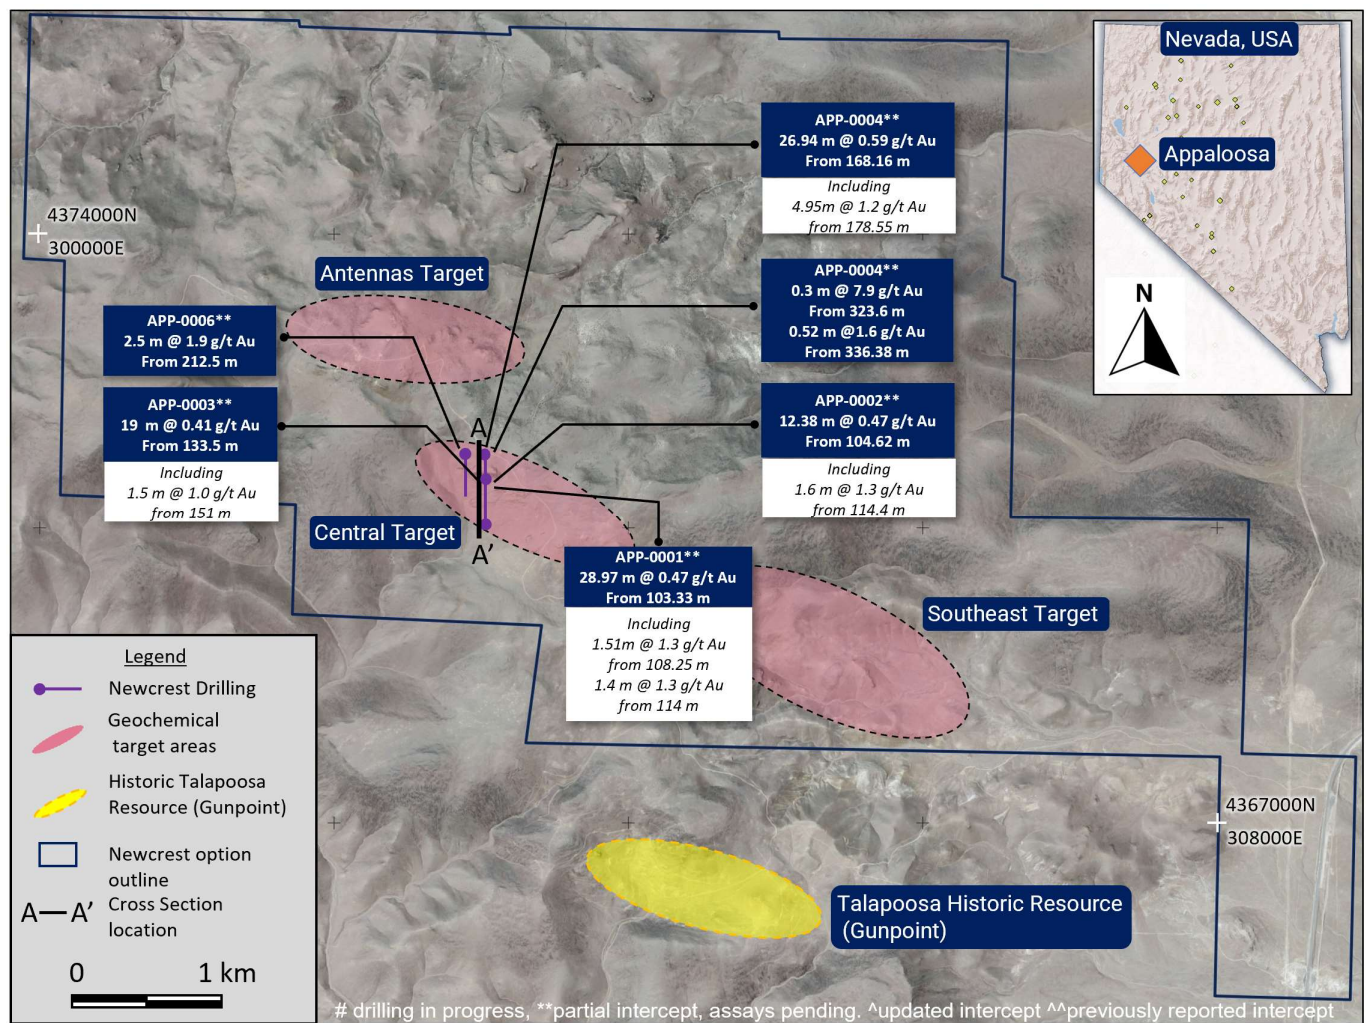 Nevada, USA
Appaloosa
N
4374000N
300000E
Antennas Target
APP-0004**
26.94 m @ 0.59 g/t Au
From 168.16 m
Including
4.95m @ 1.2 g/t Au
from 178.55 m
APP-0004**
0.3 m @ 7.9 g/t Au
From 323.6 m
0.52 m @1.6 g/t Au
From 336.38 m
APP-0006**
2.5 m @ 1.9 g/t Au
From 212.5 m
APP-0003**
19 m @ 0.41 g/t Au
From 133.5 m
Including
1.5 m @ 1.0 g/t Au
from 151 m
APP-0002**
12.38 m @ 0.47 g/t Au
From 104.62 m
Including
1.6 m @ 1.3 g/t Au
from 114.4 m
A
Central Target
A’
APP-0001**
28.97 m @ 0.47 g/t Au
From 103.33 m
Including
1.51m @ 1.3 g/t Au
from 108.25 m
1.4 m @ 1.3 g/t Au
from 114 m
Southeast Target
4367000N
308000E
Talapoosa Historic Resource
(Gunpoint)
Legend
Newcrest Drilling
Geochemical
target areas
Historic Talapoosa
Resource (Gunpoint)
Newcrest option
outline
A A’ Cross Section
location
0 1 km
# drilling in progress, **partial intercept, assays pending. ^updated intercept ^^previously reported intercept